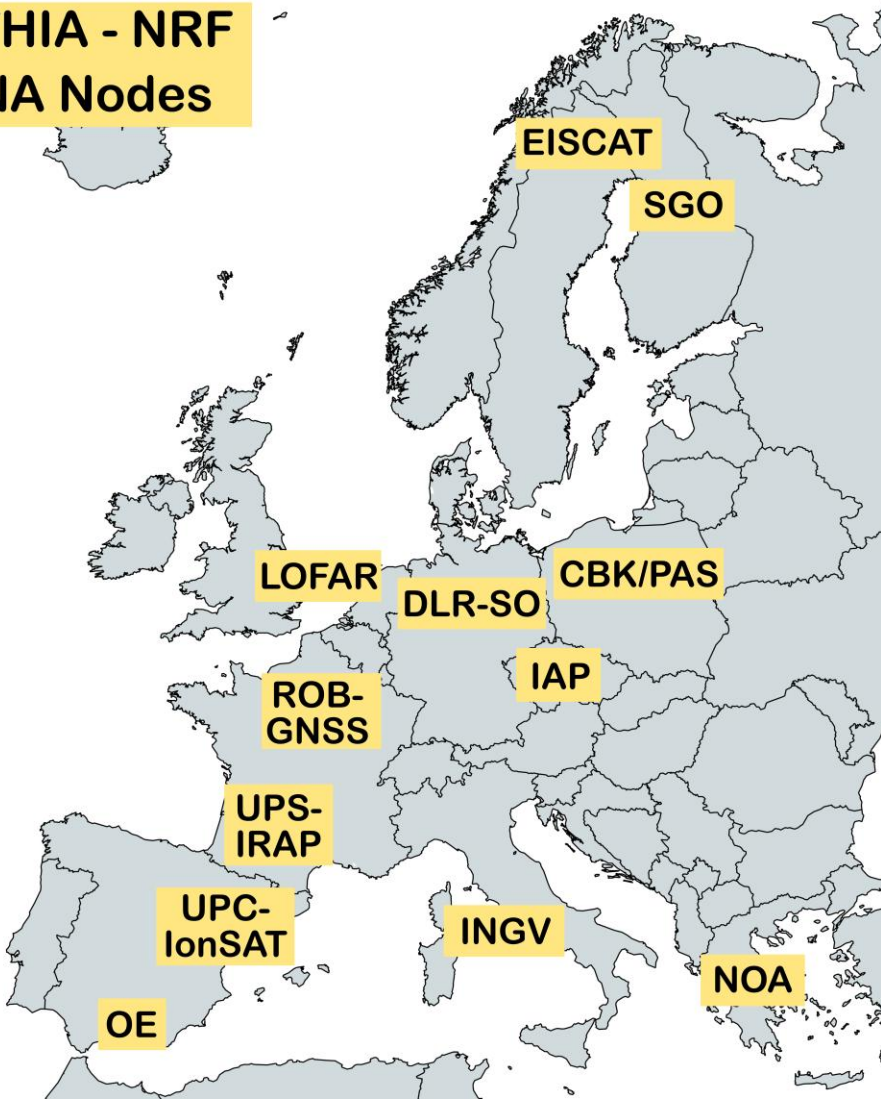 HIA - NRF
IA Nodes
EISCAT
SGO
LOFAR
DLR-SO
CBK/PAS
IAP
ROB-
GNSS
UPS-
IRAP
UPC-
IonSAT
INGV
NOA
OE